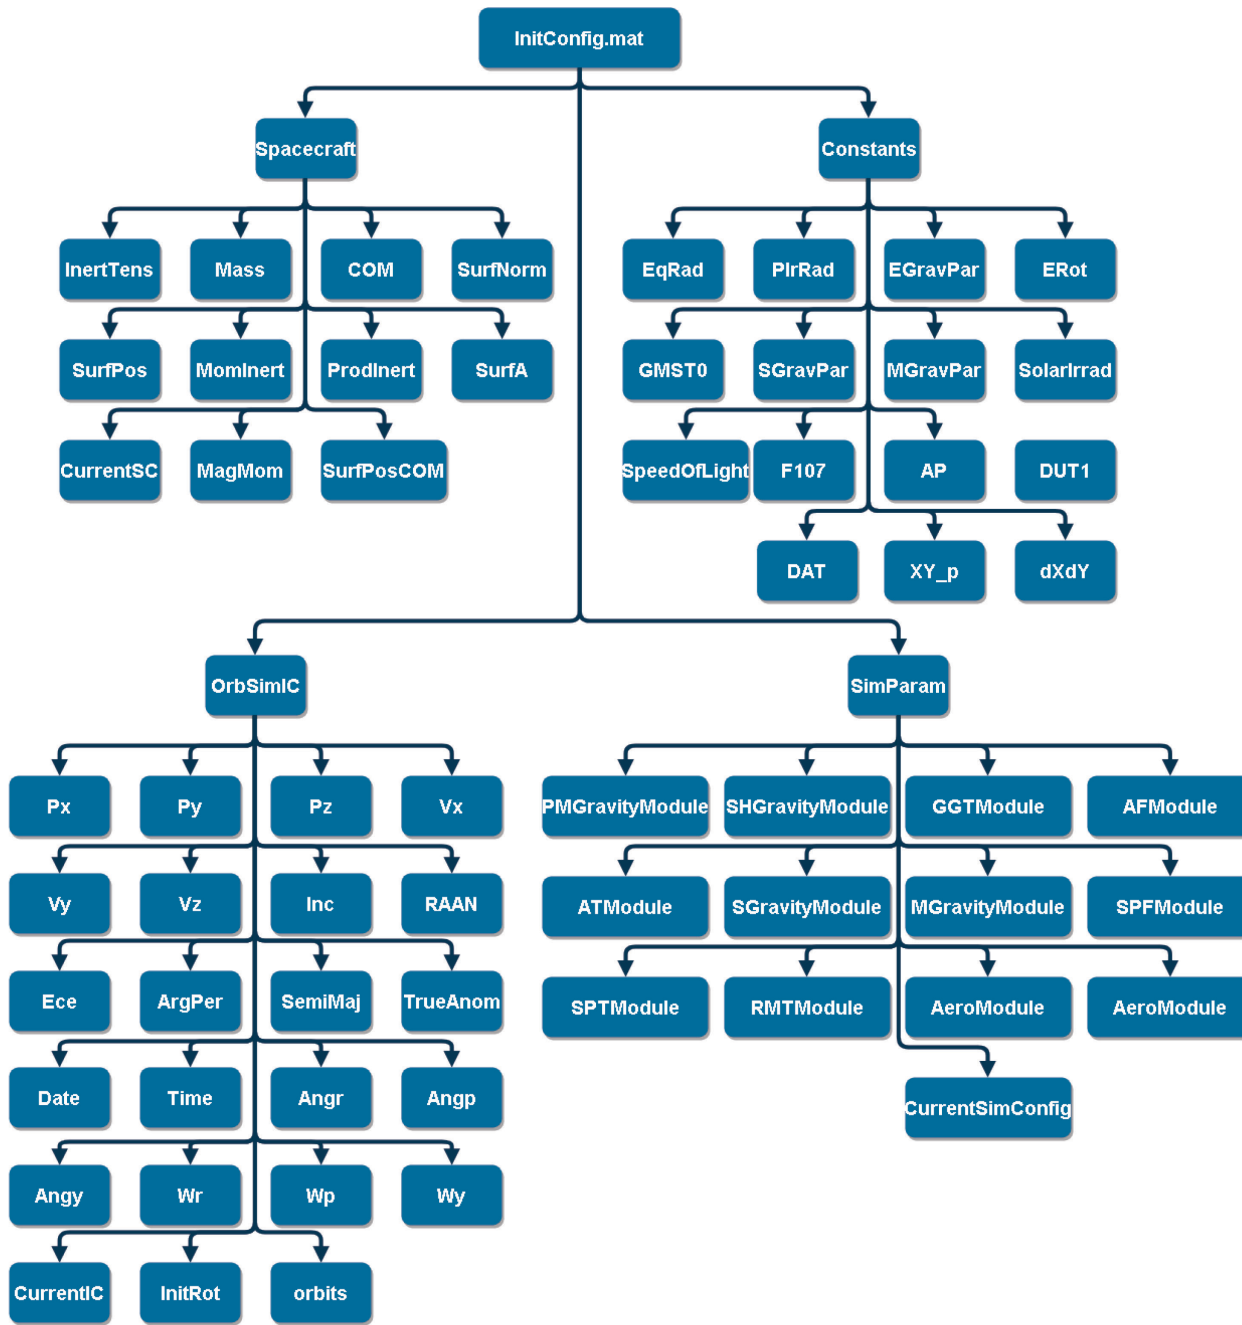 InitConfig.mat
Spacecraft
Constants
InertTens
Mass
COM
SurfNorm
EqRad
PlrRad
EGravPar
ERot
SurfPos
MomInert
ProdInert
SurfA
GMST0
SGravPar
MGravPar
SolarIrrad
CurrentSC
MagMom
SurfPosCOM
SpeedOfLight
F107
AP
DUT1
DAT
XY_p
dXdY
OrbSimIC
SimParam
Px
Py
Pz
Vx
PMGravityModule
SHGravityModule
GGTModule
AFModule
Vy
Vz
Inc
RAAN
ATModule
SGravityModule
MGravityModule
SPFModule
Ece
ArgPer
SemiMaj
TrueAnom
SPTModule
RMTModule
AeroModule
AeroModule
Date
Time
Angr
Angp
CurrentSimConfig
Angy
Wr
Wp
Wy
CurrentIC
InitRot
orbits